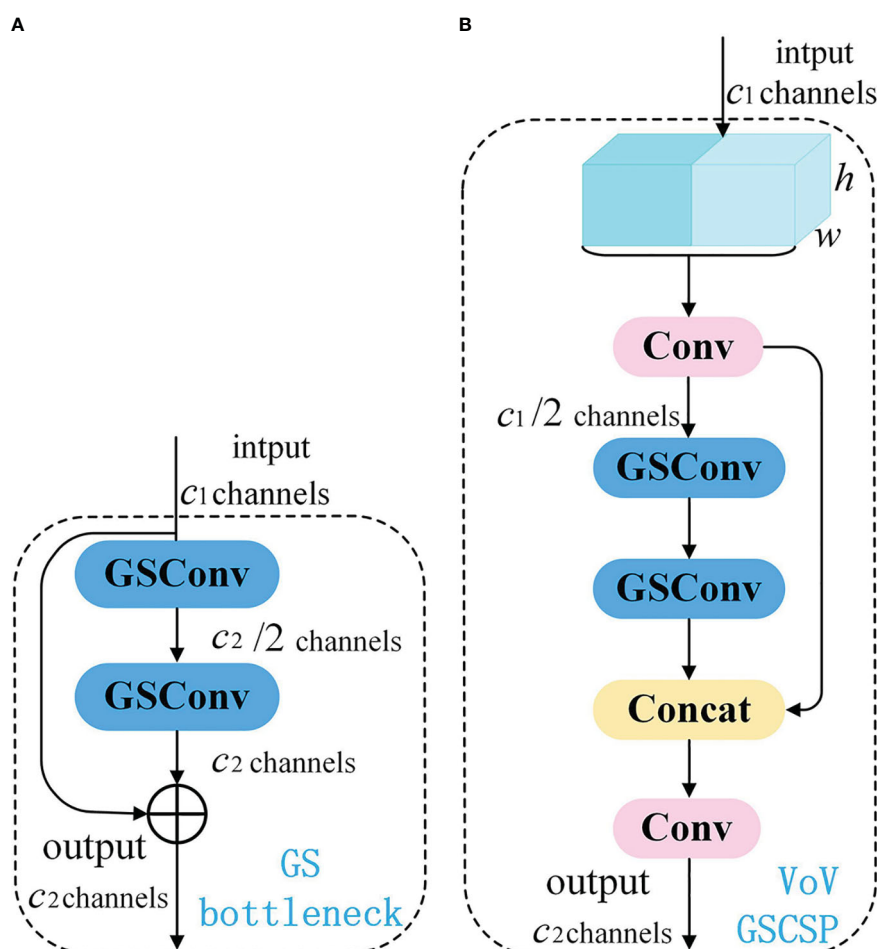 A
intput
c1 channels
GSConv
c2 /2 channels
GSConv
c2 channels
output
c2 channels
GS
bottleneck
B
intput
c1 channels
h
w
Conv
c1 /2 channels
GSConv
GSConv
Concat
Conv
output
c2 channels
VoV
GSCSP